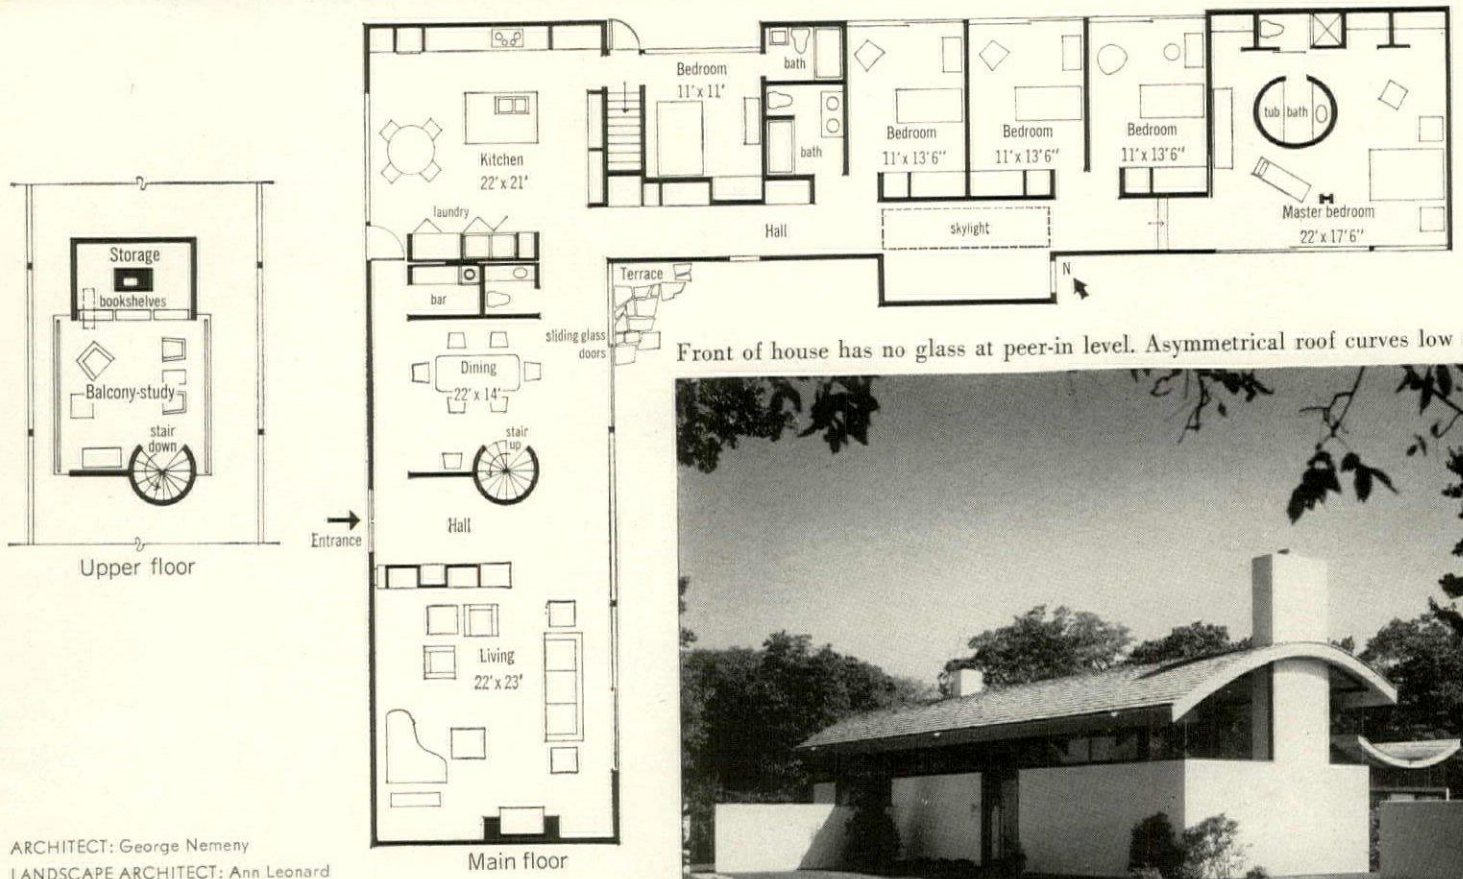 Storage
bookshelves
Balcony-study
stair
down
Upper floor
Kitchen
22' x 21'
laundry
bar
Bedroom
11' x 11'
bath
bath
Bedroom
11' x 13'6"
Bedroom
11' x 13'6"
Bedroom
11' x 13'6"
tub
bath
Master bedroom
22' x 17'6"
Hall
skylight
N
Terrace
sliding glass
doors
Dining
22' x 14'
stair
up
Entrance
Hall
Living
22' x 23'
Main floor
Front of house has no glass at peer-in level. Asymmetrical roof curves low
ARCHITECT: George Nemeny
LANDSCAPE ARCHITECT: Ann Leonard